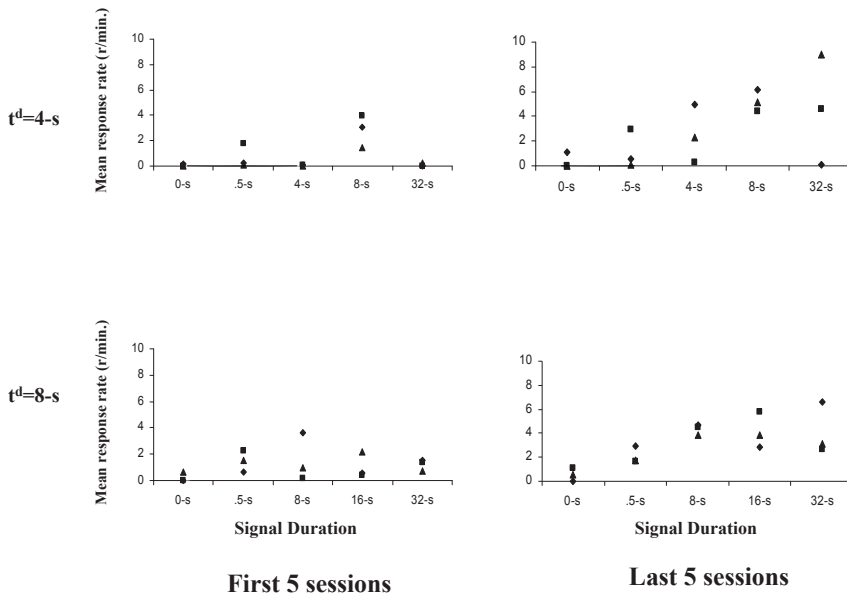 Mean response rate (r/min.)
10
8
6
4
2
0
0-s .5-s 4-s 8-s 32-s
10
8
6
4
2
0
0-s .5-s 4-s 8-s 32-s
t^d=4-s
Mean response rate (r/min.)
10
8
6
4
2
0
0-s .5-s 8-s 16-s 32-s
10
8
6
4
2
0
0-s .5-s 8-s 16-s 32-s
t^d=8-s
Signal Duration
Signal Duration
First 5 sessions
Last 5 sessions